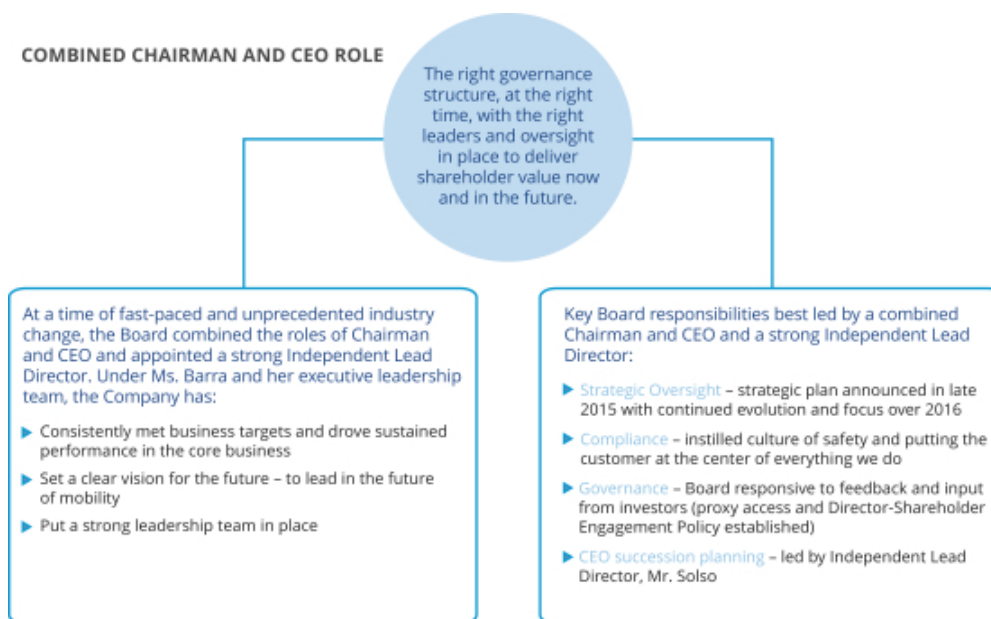 COMBINED CHAIRMAN AND CEO ROLE
The right governance
structure, at the right
time, with the right
leaders and oversight
in place to deliver
shareholder value now
and in the future.
At a time of fast-paced and unprecedented industry
change, the Board combined the roles of Chairman
and CEO and appointed a strong Independent Lead
Director. Under Ms. Barra and her executive leadership
team, the Company has:
Consistently met business targets and drove sustained
performance in the core business
Set a clear vision for the future – to lead in the future
of mobility
Put a strong leadership team in place
Key Board responsibilities best led by a combined
Chairman and CEO and a strong Independent Lead
Director:
Strategic Oversight – strategic plan announced in late
2015 with continued evolution and focus over 2016
Compliance – instilled culture of safety and putting the
customer at the center of everything we do
Governance – Board responsive to feedback and input
from investors (proxy access and Director-Shareholder
Engagement Policy established)
CEO succession planning – led by Independent Lead
Director, Mr. Solso